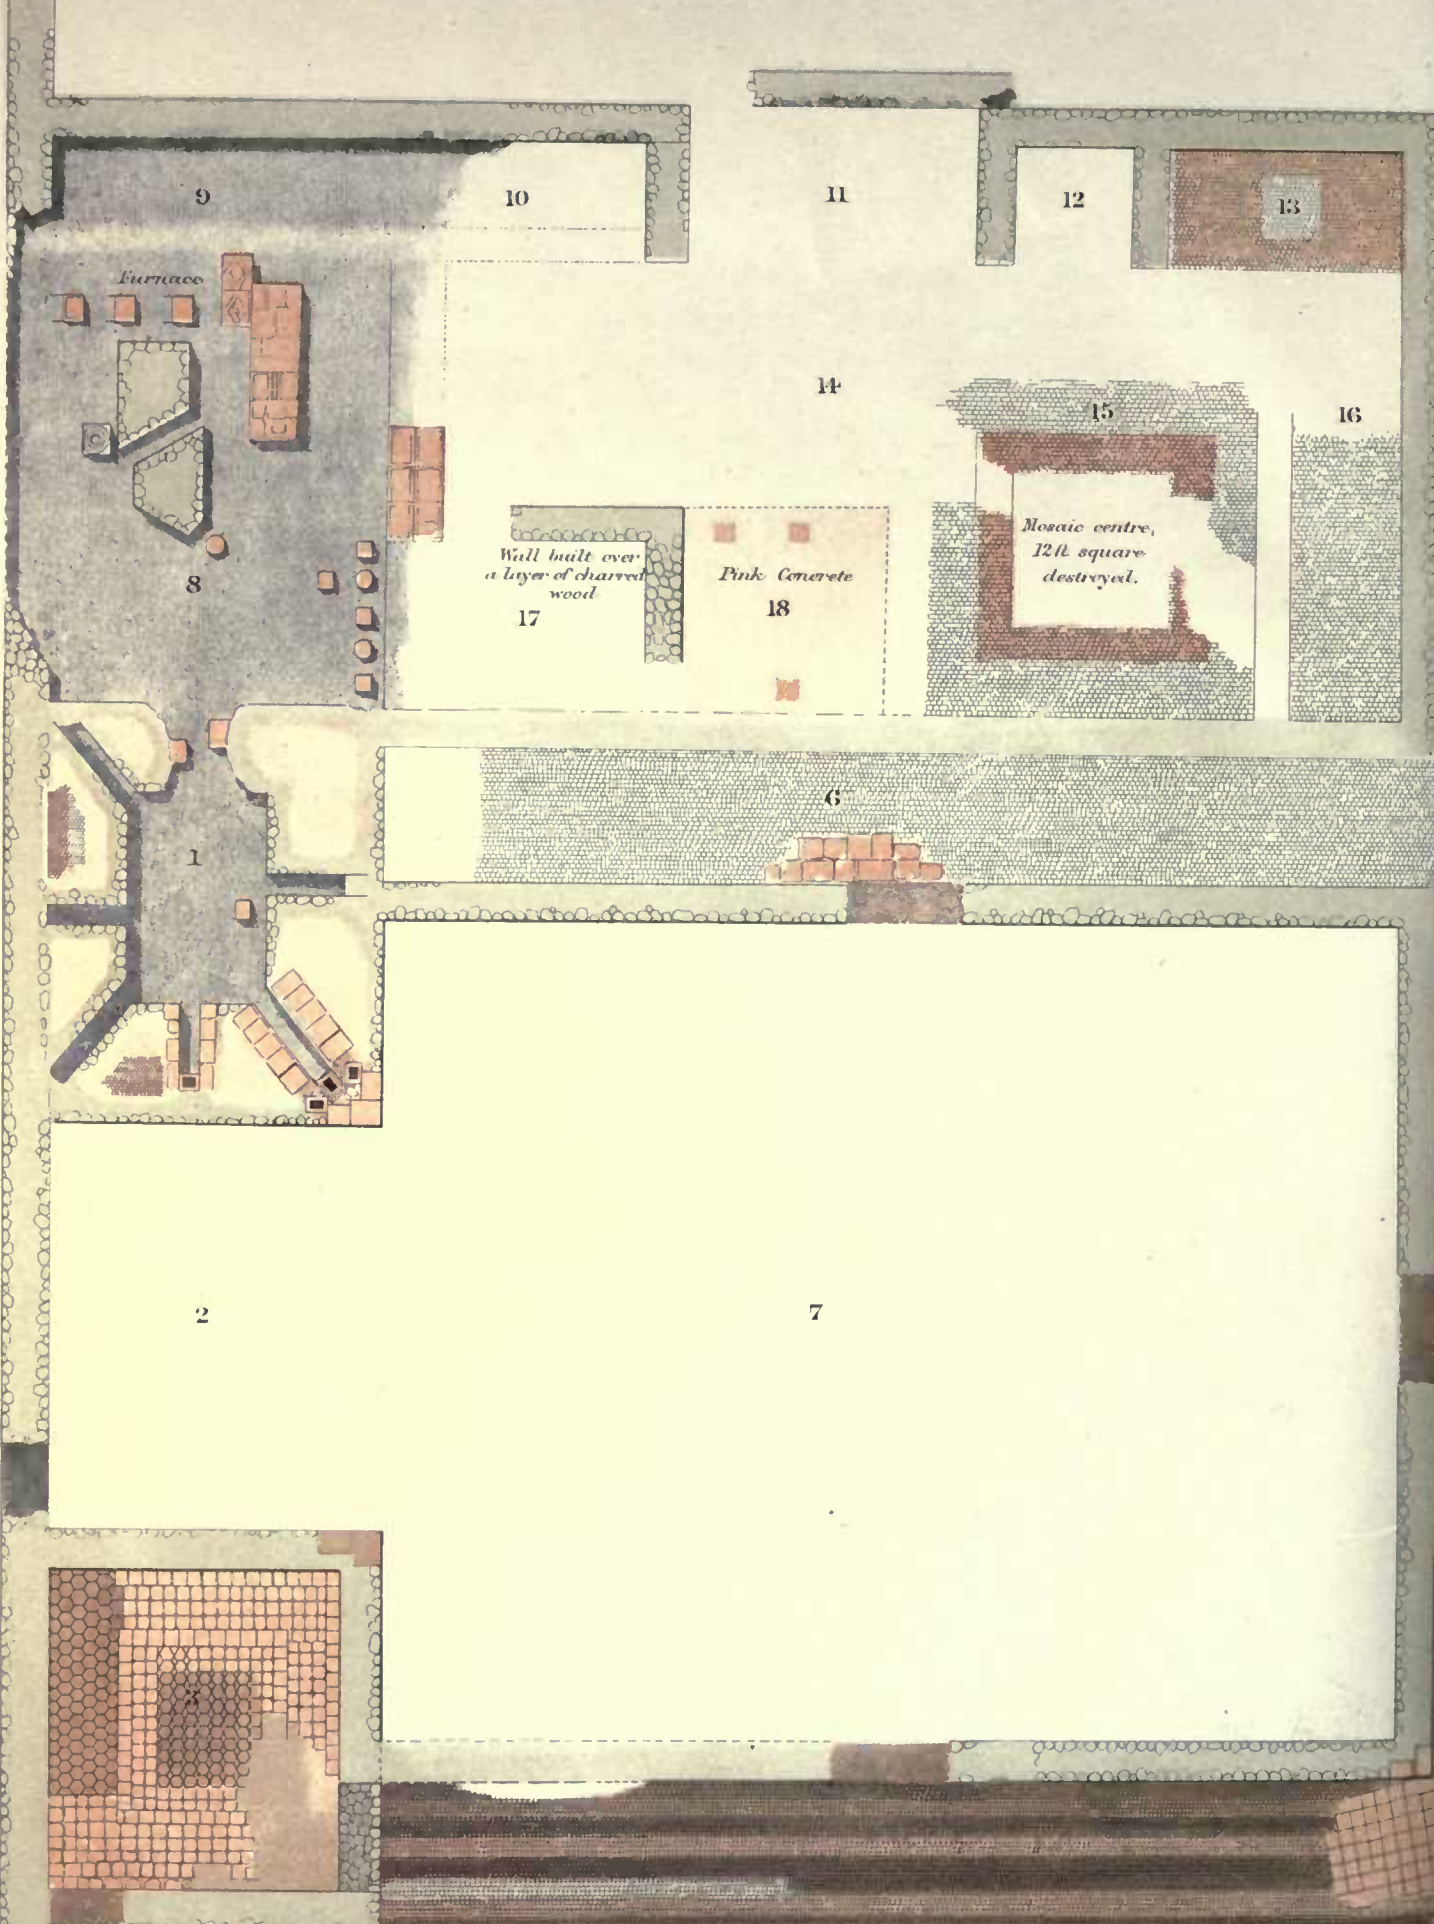 9
10
11
12
13
Furnace
14
15
16
Mosaic centre,
12 ft. square
destroyed.
Wall built over
a layer of charred
wood
17
Pink Concrete
18
8
6
1
2
7
3